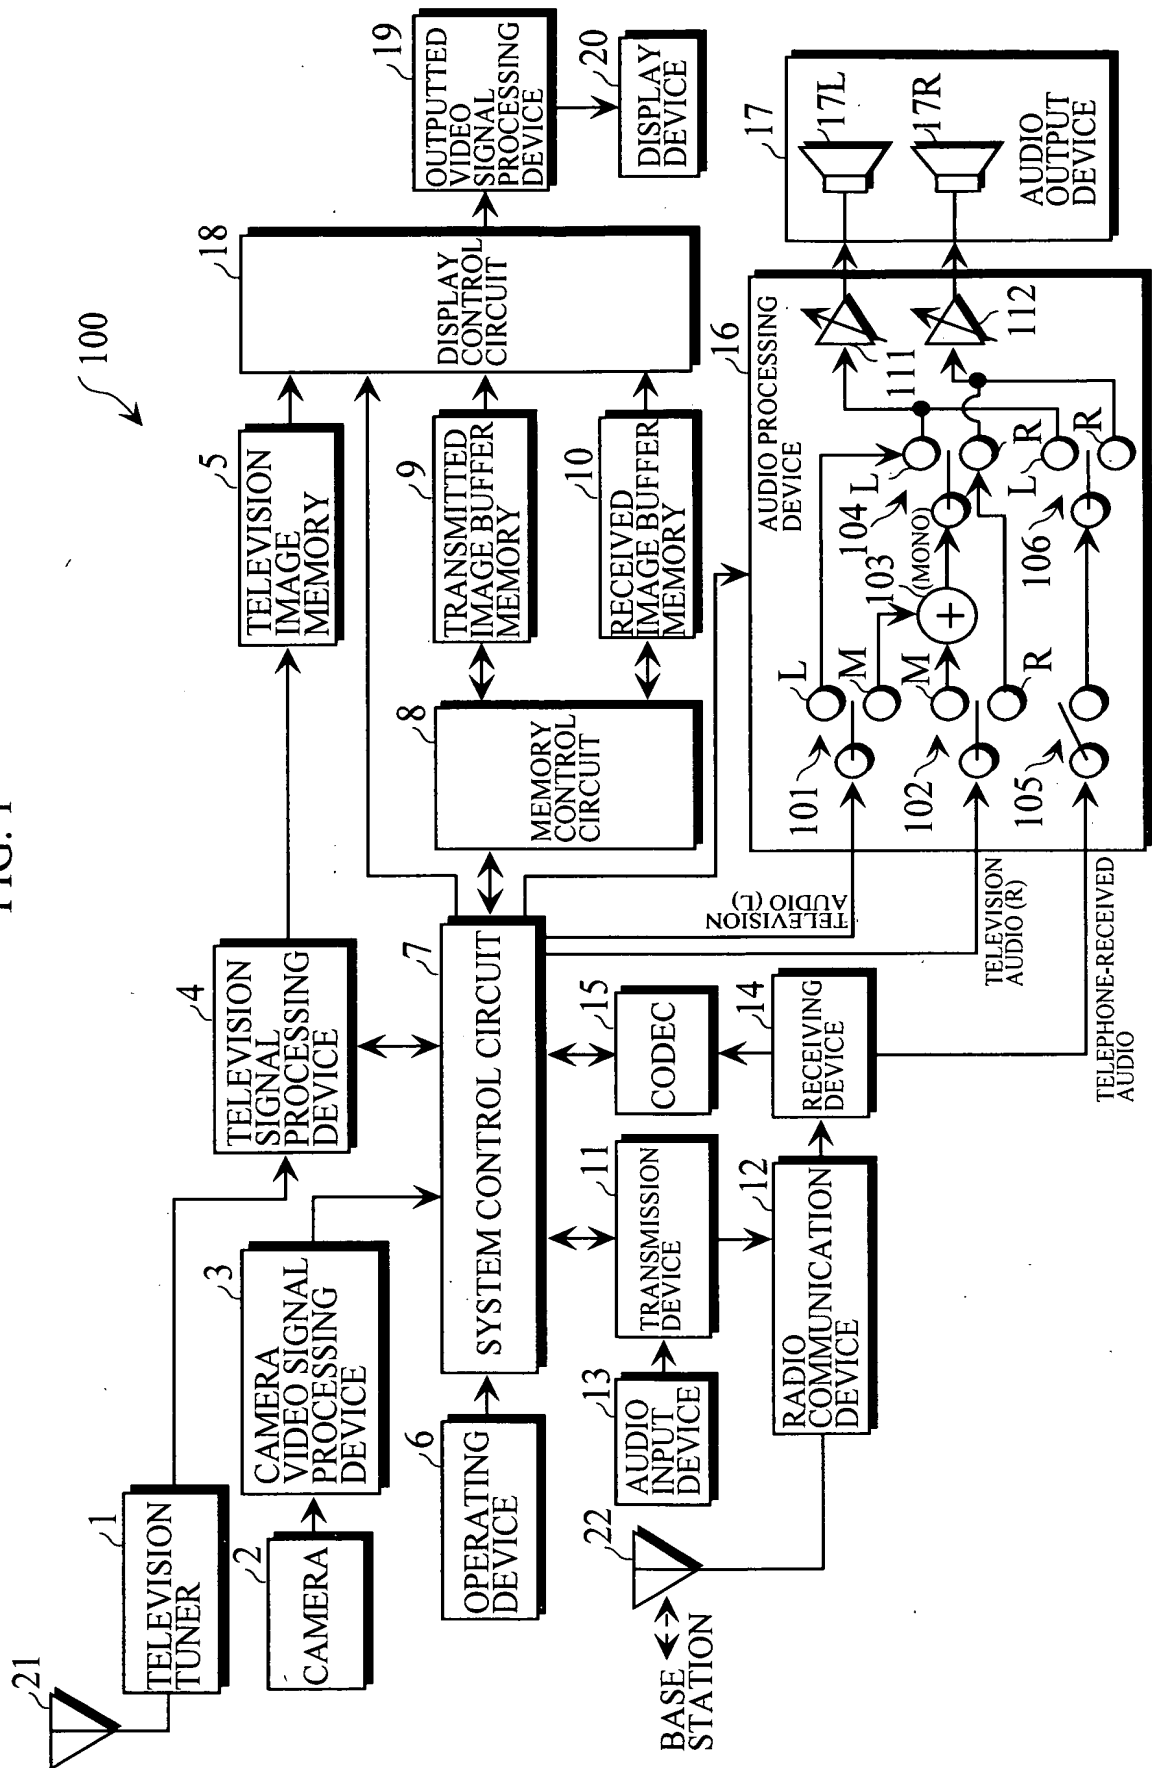 FIG. 1
100
21
1
TELEVISION
TUNER
2
CAMERA
3
CAMERA
VIDEO SIGNAL
PROCESSING
DEVICE
4
TELEVISION
SIGNAL
PROCESSING
DEVICE
5
TELEVISION
IMAGE
MEMORY
6
OPERATING
DEVICE
7
SYSTEM CONTROL CIRCUIT
8
MEMORY
CONTROL
CIRCUIT
9
TRANSMITTED
IMAGE BUFFER
MEMORY
10
RECEIVED
IMAGE BUFFER
MEMORY
18
DISPLAY
CONTROL
CIRCUIT
19
OUTPUTTED
VIDEO
SIGNAL
PROCESSING
DEVICE
20
DISPLAY
DEVICE
22
BASE
STATION
13
AUDIO
INPUT
DEVICE
11
TRANSMISSION
DEVICE
15
CODEC
12
RADIO
COMMUNICATION
DEVICE
14
RECEIVING
DEVICE
TELEVISION
AUDIO (L)
TELEVISION
AUDIO (R)
TELEPHONE-RECEIVED
AUDIO
16
AUDIO PROCESSING
DEVICE
101
L
M
102
M
R
103
(MONO)
104
L
R
105
106
L
R
111
112
17
17L
17R
AUDIO
OUTPUT
DEVICE